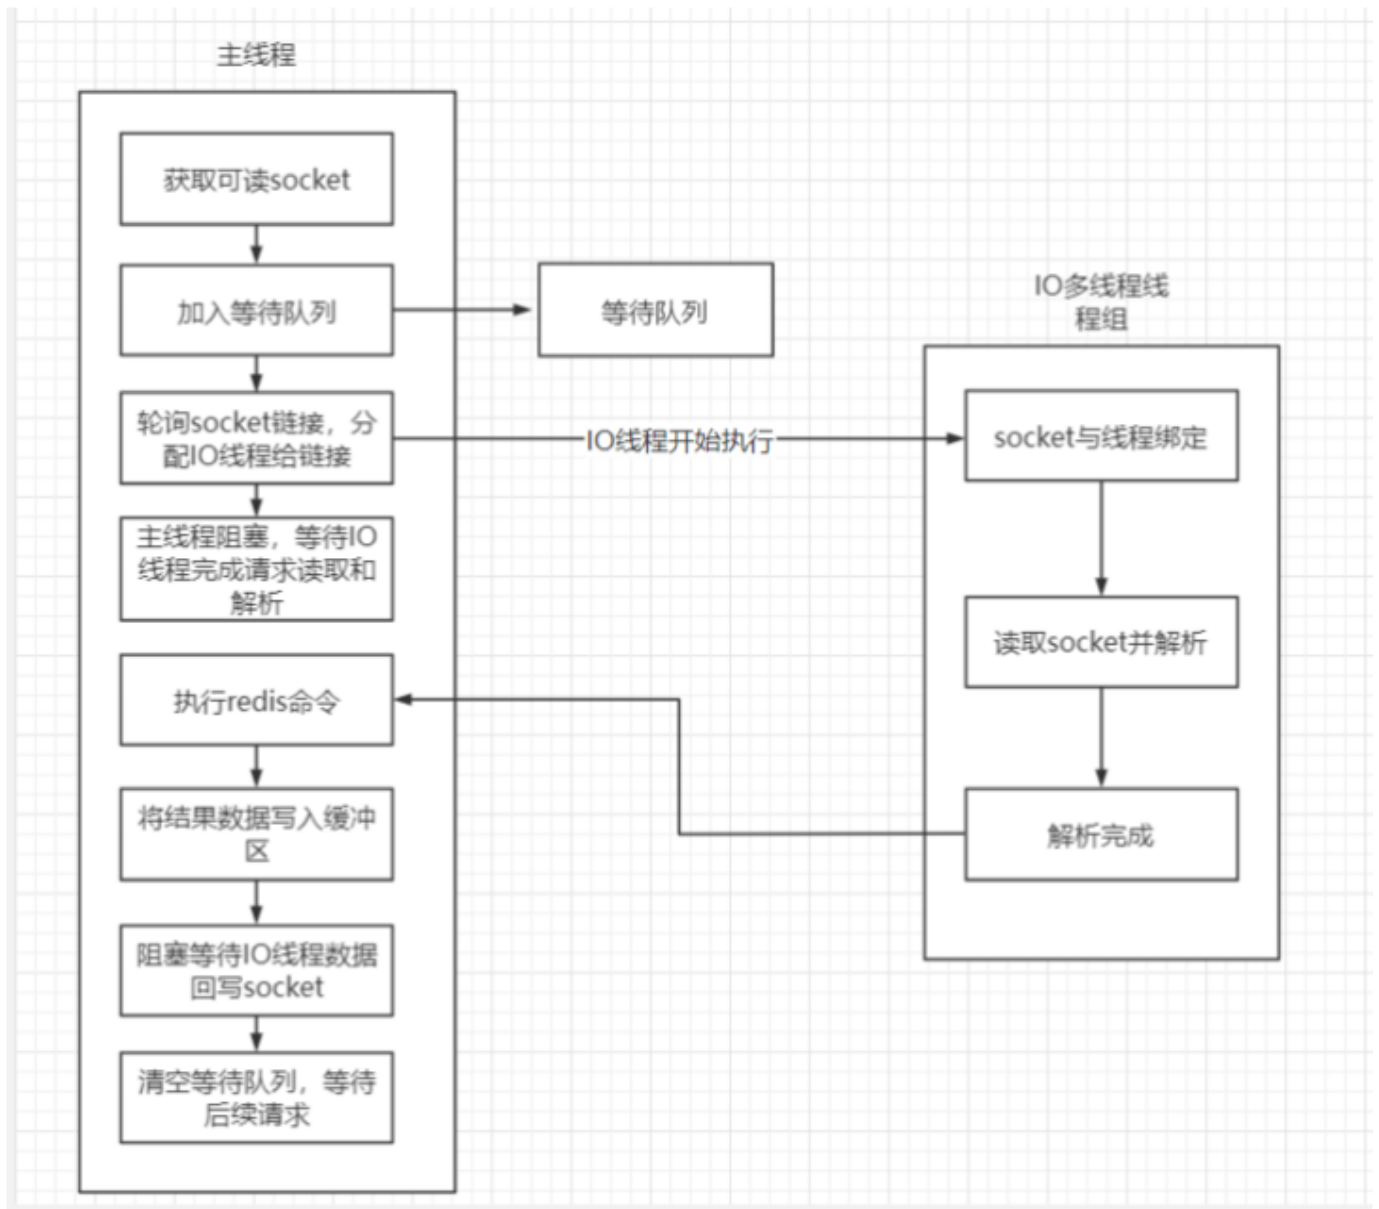 主线程
获取可读socket
加入等待队列
等待队列
轮询socket链接，分
配IO线程给链接
IO线程开始执行
主线程阻塞，等待IO
线程完成请求读取和
解析
执行redis命令
将结果数据写入缓冲
区
阻塞等待IO线程数据
回写socket
清空等待队列，等待
后续请求
IO多线程线
程组
socket与线程绑定
读取socket并解析
解析完成